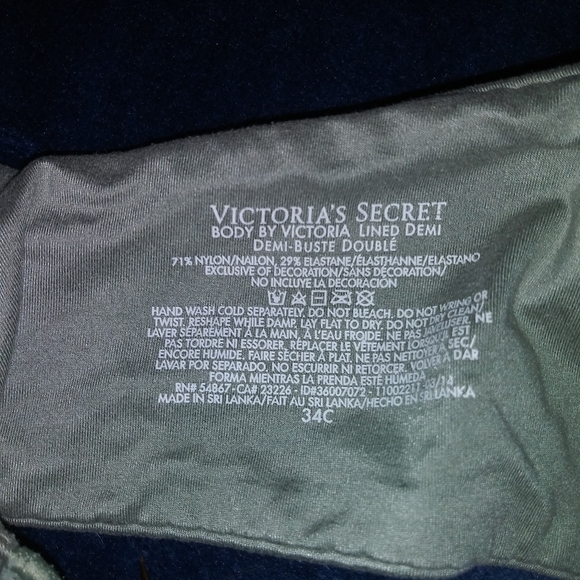 VICTORIA'S SECRET
BODY BY VICTORIA LINED DEMI
DEMI-BUSTE DOUBLÉ
71% NYLON/NAILON, 29% ELASTANE/ÉLASTHANNE/ELASTANO
EXCLUSIVE OF DECORATION/SANS DÉCORATION/
NO INCLUYE LA DECORACIÓN
HAND WASH COLD SEPARATELY. DO NOT BLEACH. DO NOT WRING OR
TWIST. RESHAPE WHILE DAMP. LAY FLAT TO DRY. DO NOT DRY CLEAN/
LAVER SÉPARÉMENT À LA MAIN, À L'EAU FROIDE. NE PAS NE
PAS TORDRE NI ESSORER. REPLACER LE VÊTEMENT LORSQU'IL EST
ENCORE HUMIDE. FAIRE SÉCHER À PLAT. NE PAS NETTOYER À SEC/
LAVAR POR SEPARADO, NO ESCURRIR NI RETORCER. VOLVER A DAR
FORMA MIENTRAS LA PRENDA ESTÉ HUMEDA
RN# 54867 - CA# 23226 - ID#36007072 -
MADE IN SRI LANKA/FAIT AU SRI LANKA/HECHO EN SRI LANKA
34C